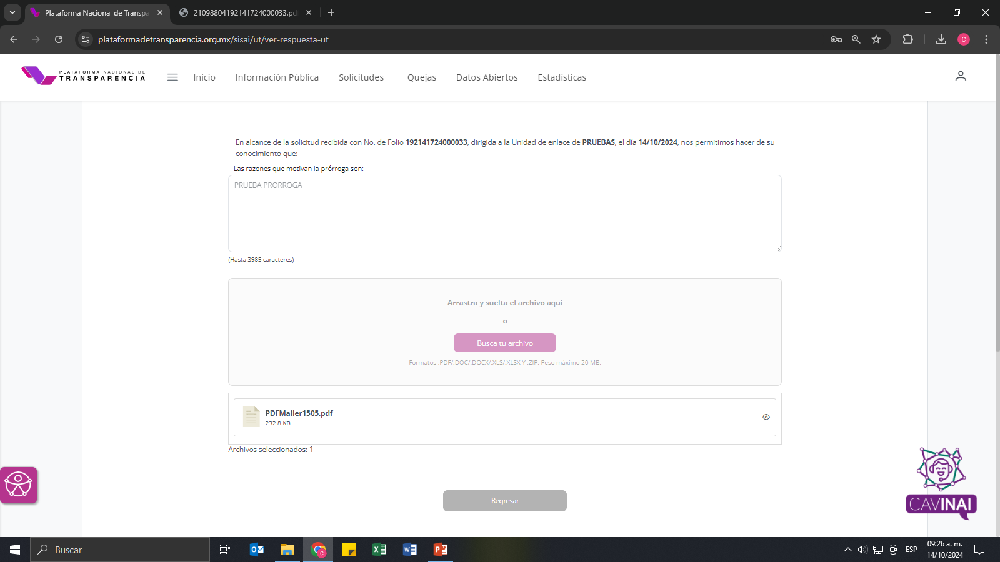 Plataforma Nacional de Transpa
21098804192141724000033.pd
plataformadetransparencia.org.mx/sisai/ut/ver-respuesta-ut
C
PLATAFORMA NACIONAL DE
TRANSPARENCIA
Inicio
Información Pública
Solicitudes
Quejas
Datos Abiertos
Estadísticas
En alcance de la solicitud recibida con No. de Folio 192141724000033, dirigida a la Unidad de enlace de PRUEBAS, el día 14/10/2024, nos permitimos hacer de su
conocimiento que:
Las razones que motivan la prórroga son:
PRUEBA PRORROGA
(Hasta 3985 caracteres)
Arrastra y suelta el archivo aquí
o
Busca tu archivo
Formatos .PDF/.DOC/.DOCX/.XLS/.XLSX Y .ZIP. Peso máximo 20 MB.
PDFMailer1505.pdf
232.8 KB
Archivos seleccionados: 1
Regresar
CAVINAI
Buscar
ESP
09:26 a. m.
14/10/2024